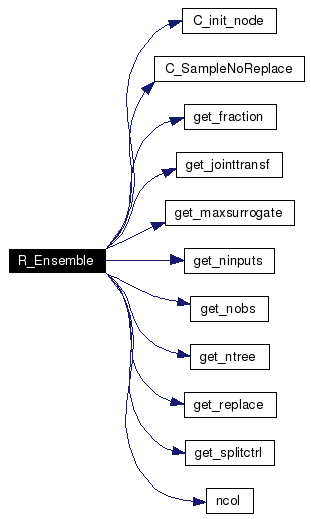 C_init_node
C_SampleNoReplace
get_fraction
get_jointtransf
get_maxsurrogate
R_Ensemble
get_ninputs
get_nobs
get_ntree
get_replace
get_splitctrl
ncol